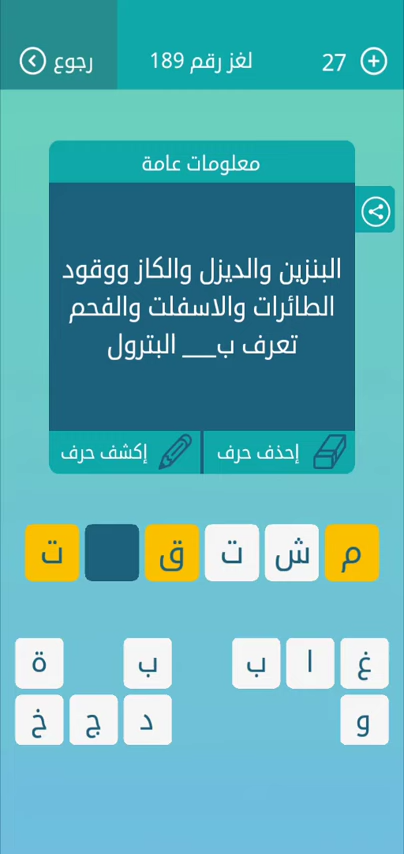 رجوع لغز رقم 189 27
معلومات عامة
البنزين والديزل والكاز ووقود
الطائرات والاسفلت والفحم
تعرف ب___ البترول
إحذف حرف إكشف حرف
م ش ت ق ت
غ ا ب ب ة
و د ج خ